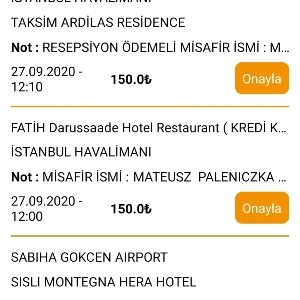 İSTANBUL HAVALİMANI
TAKSİM ARDİLAS RESİDENCE
Not : RESEPSİYON ÖDEMELİ MİSAFİR İSMİ : M...
27.09.2020 -
12:10
150.0₺
Onayla
FATİH Darussaade Hotel Restaurant ( KREDİ K...
İSTANBUL HAVALİMANI
Not : MİSAFİR İSMİ : MATEUSZ PALENICZKA ...
27.09.2020 -
12:00
150.0₺
Onayla
SABIHA GOKCEN AIRPORT
SISLI MONTEGNA HERA HOTEL